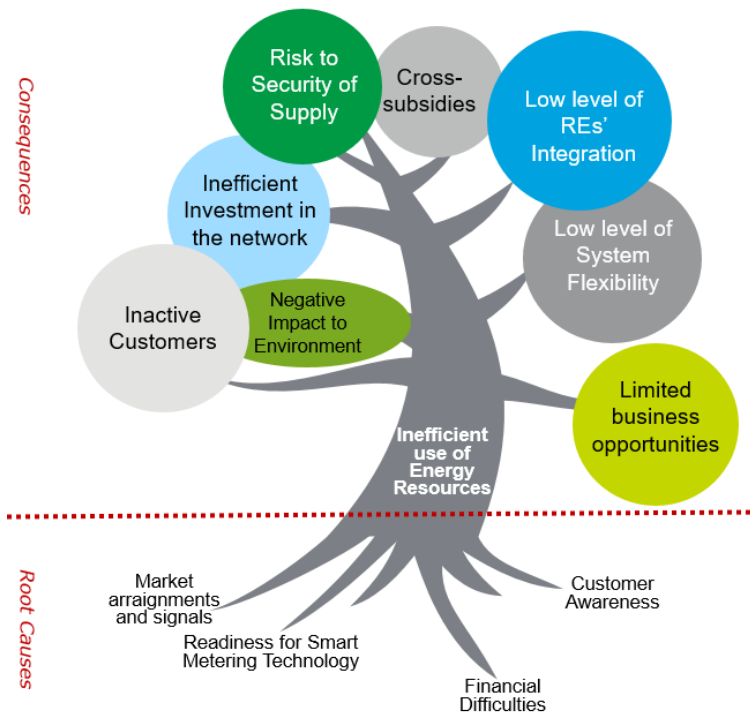 Consequences
Risk to
Security of
Supply
Cross-
subsidies
Low level of
REs'
Integration
Inefficient
Investment in
the network
Low level of
System
Flexibility
Inactive
Customers
Negative
Impact to
Environment
Limited
business
opportunities
Inefficient
use of
Energy
Resources
Root Causes
Market
arraignments
and signals
Readiness for Smart
Metering Technology
Financial
Difficulties
Customer
Awareness